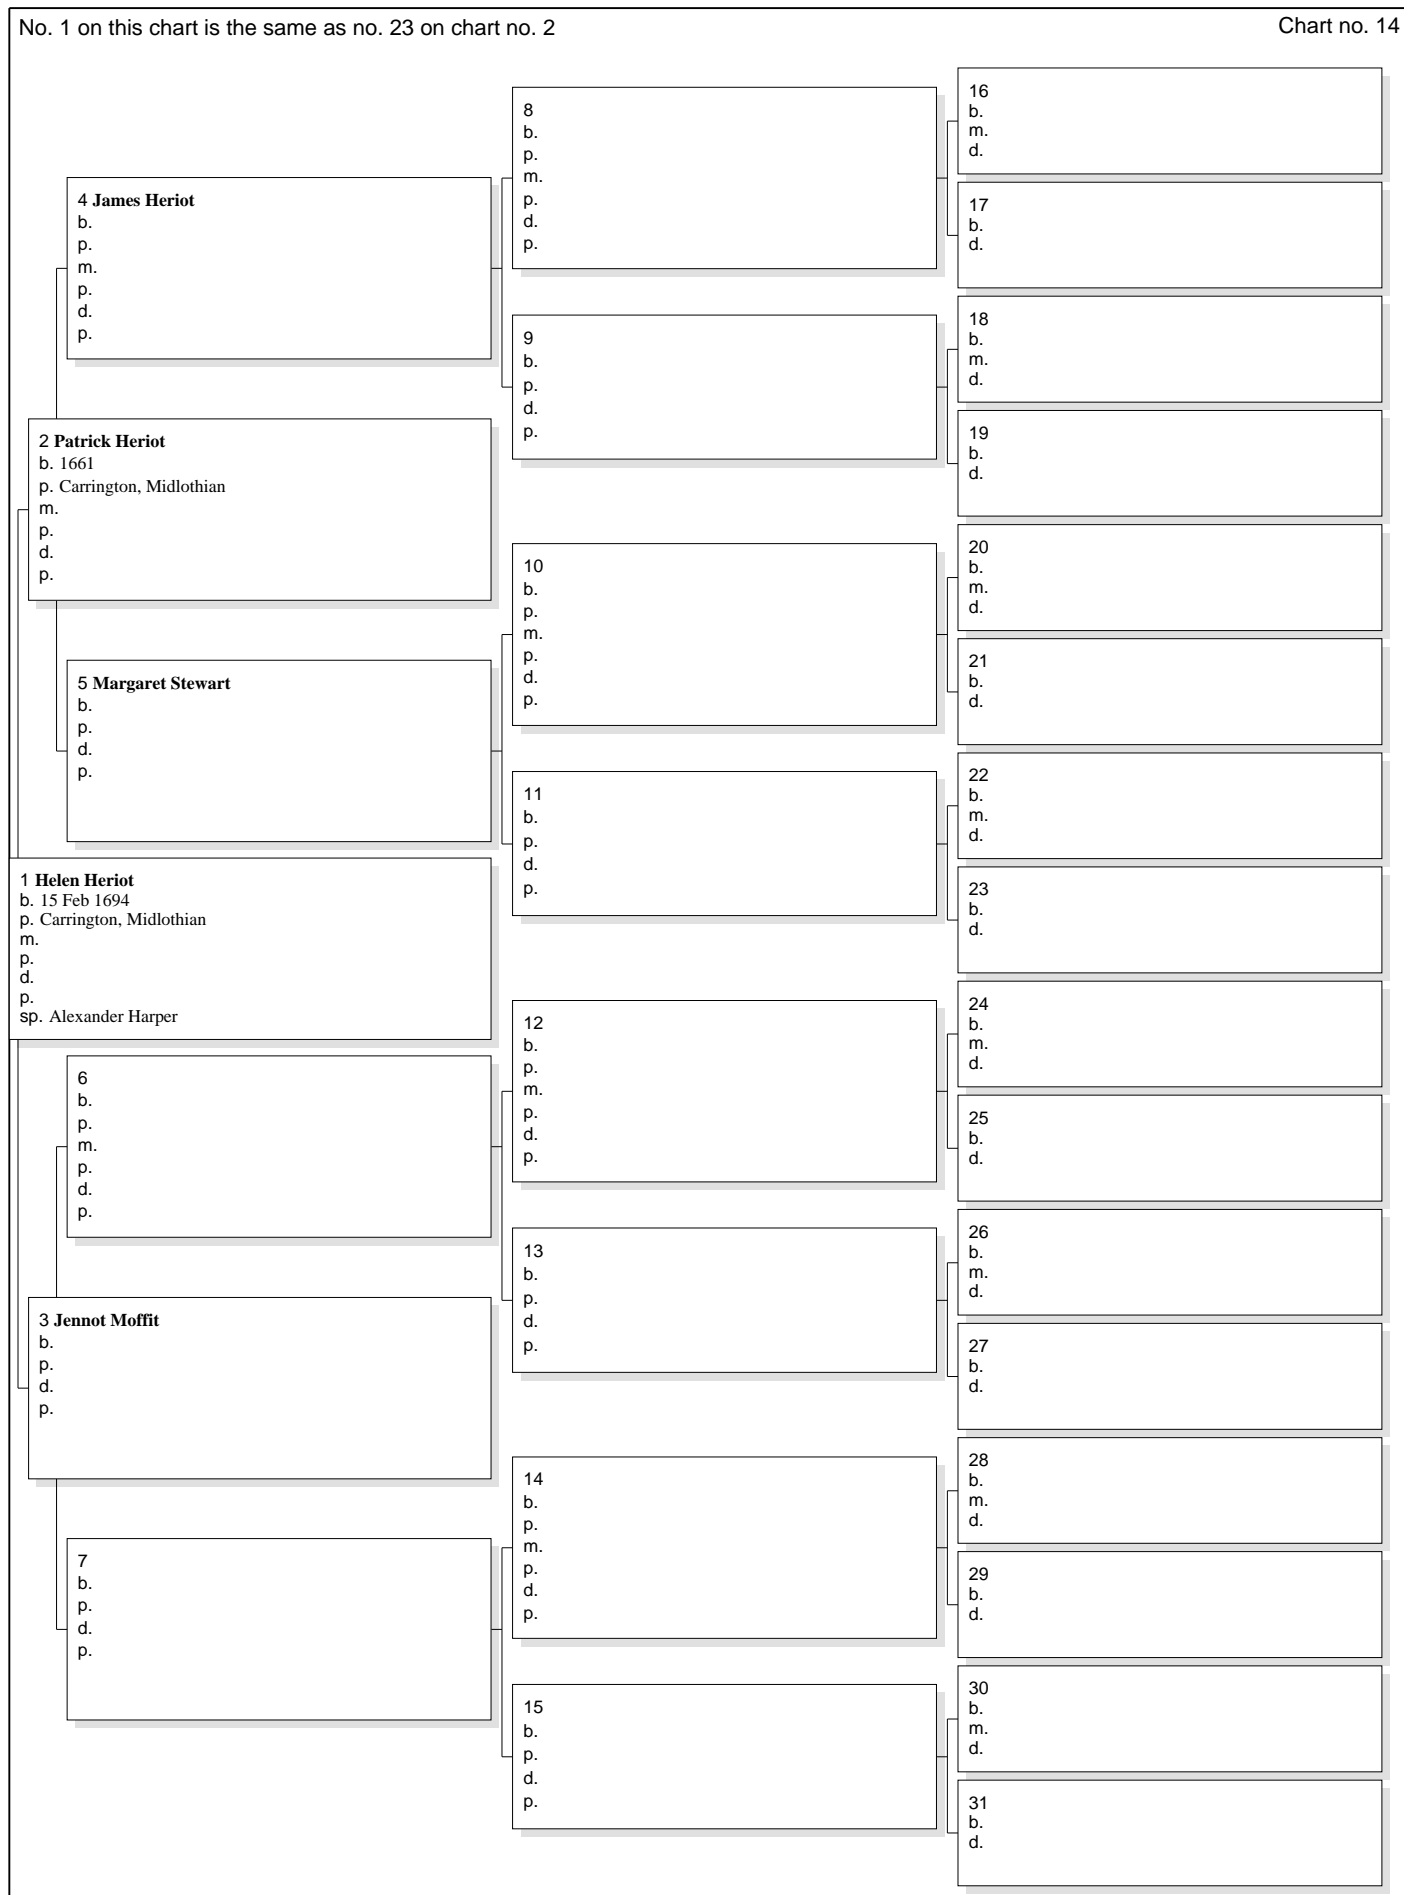 No. 1 on this chart is the same as no. 23 on chart no. 2
Chart no. 14
4 James Heriot
b.
p.
m.
p.
d.
p.
2 Patrick Heriot
b. 1661
p. Carrington, Midlothian
m.
p.
d.
p.
5 Margaret Stewart
b.
p.
d.
p.
1 Helen Heriot
b. 15 Feb 1694
p. Carrington, Midlothian
m.
p.
d.
p.
sp. Alexander Harper
6
b.
p.
m.
p.
d.
p.
3 Jennot Moffit
b.
p.
d.
p.
7
b.
p.
d.
p.
8
b.
p.
m.
p.
d.
p.
9
b.
p.
d.
p.
10
b.
p.
m.
p.
d.
p.
11
b.
p.
d.
p.
12
b.
p.
m.
p.
d.
p.
13
b.
p.
d.
p.
14
b.
p.
m.
p.
d.
p.
15
b.
p.
d.
p.
16
b.
m.
d.
17
b.
d.
18
b.
m.
d.
19
b.
d.
20
b.
m.
d.
21
b.
d.
22
b.
m.
d.
23
b.
d.
24
b.
m.
d.
25
b.
d.
26
b.
m.
d.
27
b.
d.
28
b.
m.
d.
29
b.
d.
30
b.
m.
d.
31
b.
d.